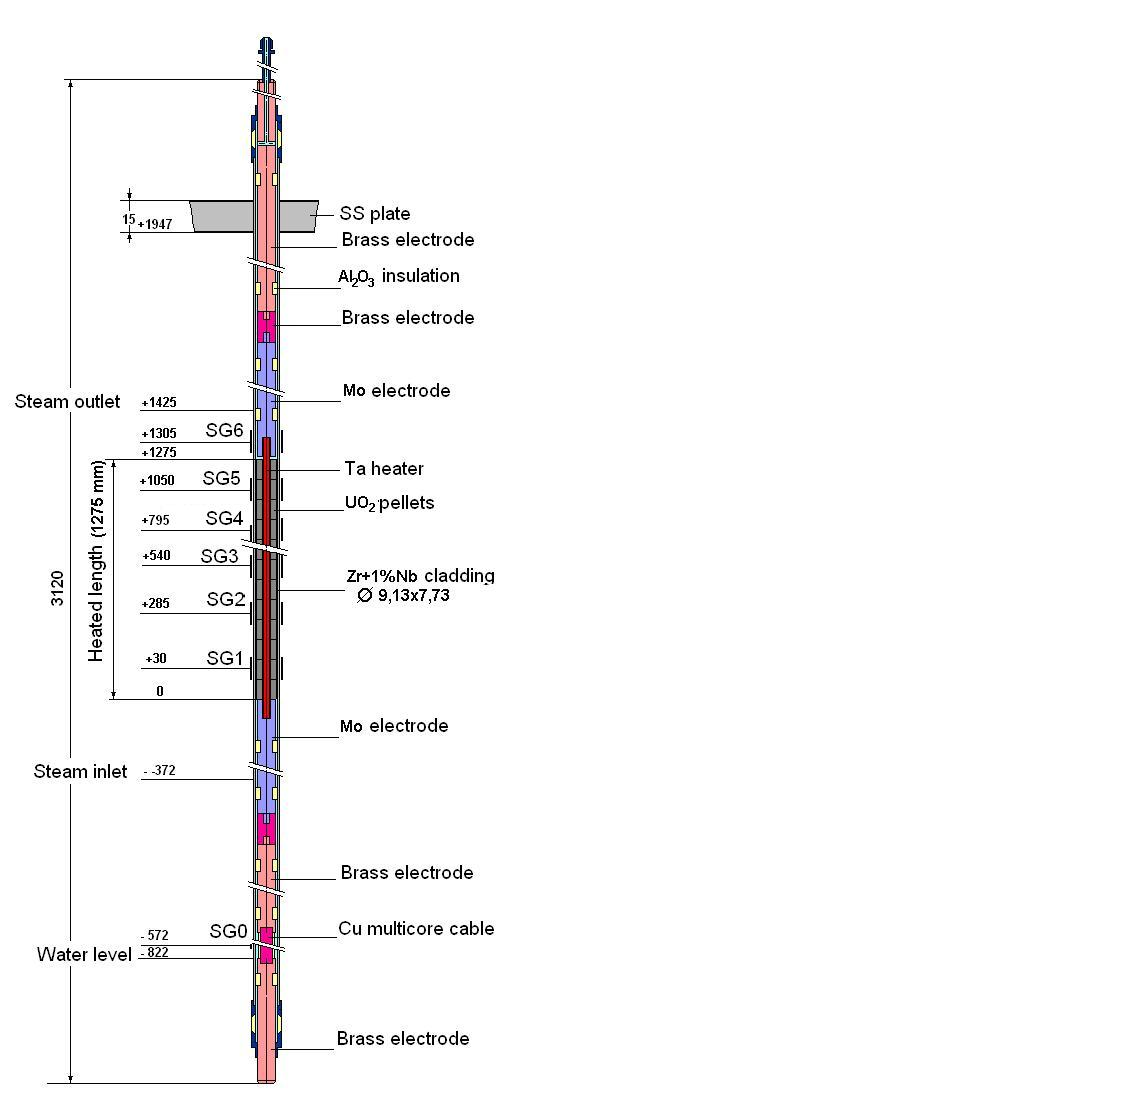 SS plate
15
+1947
Brass electrode
Al2O3 insulation
Brass electrode
Mo electrode
Steam outlet
+1425
+1305
SG6
+1275
Ta heater
+1050
SG5
UO2 pellets
+795
SG4
+540
SG3
Heated length (1275 mm)
Zr+1%Nb cladding
Ø 9,13x7,73
3120
+285
SG2
+30
SG1
0
Mo electrode
Steam inlet
- -372
Brass electrode
Cu multicore cable
- 572
SG0
Water level
- 822
Brass electrode